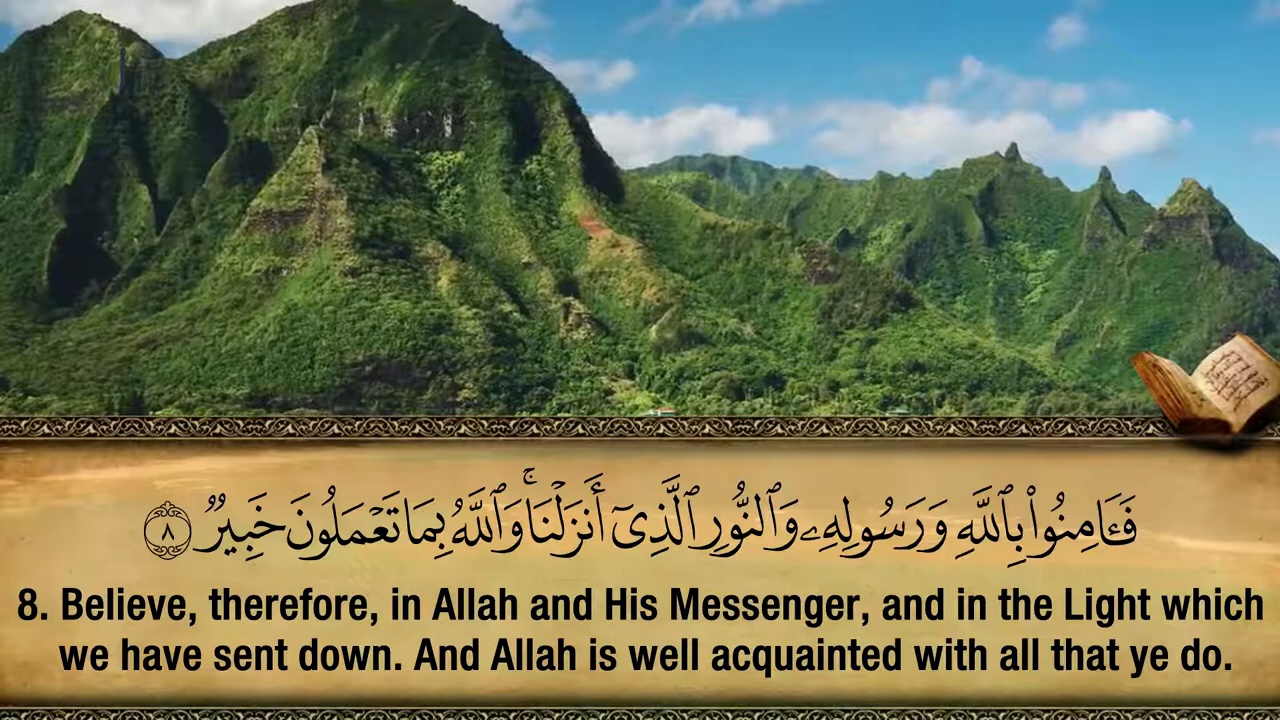 فَـَٔامِنُوا۟ بِٱللَّهِ وَرَسُولِهِۦ وَٱلنُّورِ ٱلَّذِىٓ أَنزَلْنَا ۚ وَٱللَّهُ بِمَا تَعْمَلُونَ خَبِيرٌ ٨
8. Believe, therefore, in Allah and His Messenger, and in the Light which
we have sent down. And Allah is well acquainted with all that ye do.